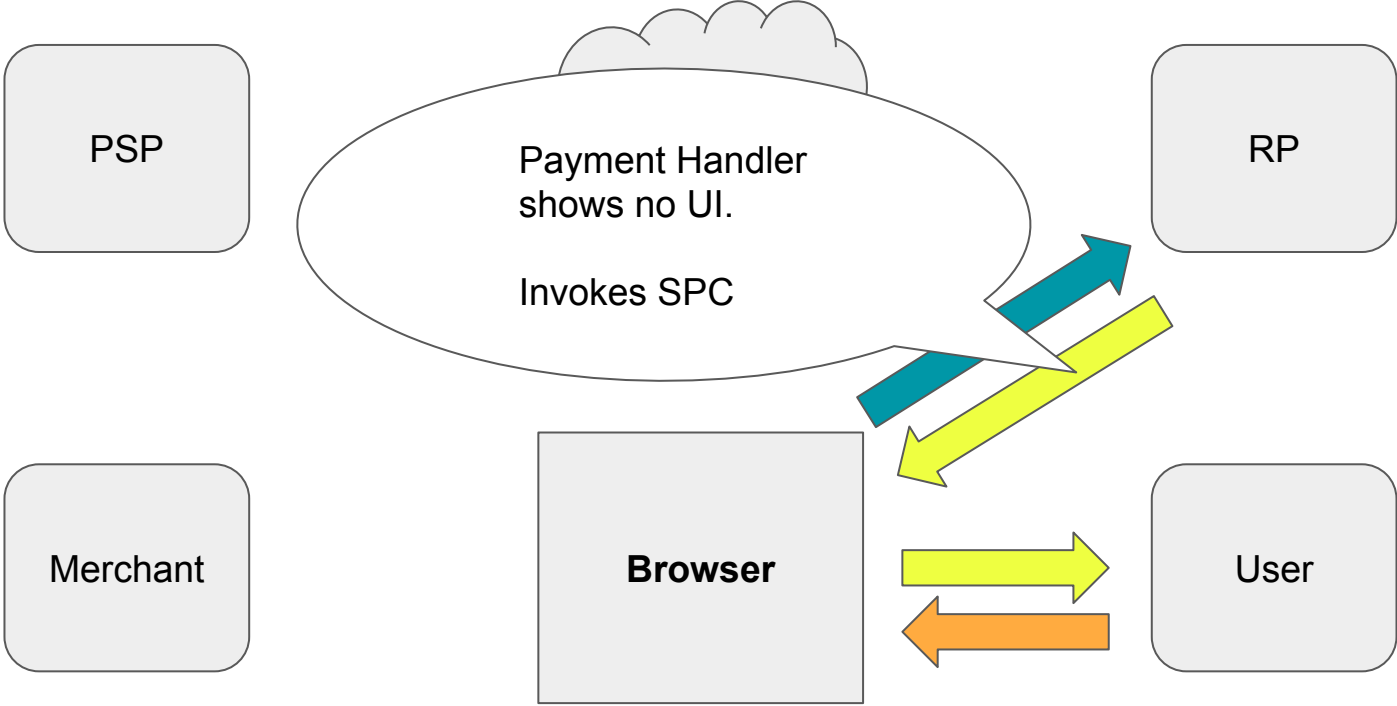 PSP
Payment Handler
shows no UI.
Invokes SPC
RP
Merchant
Browser
User